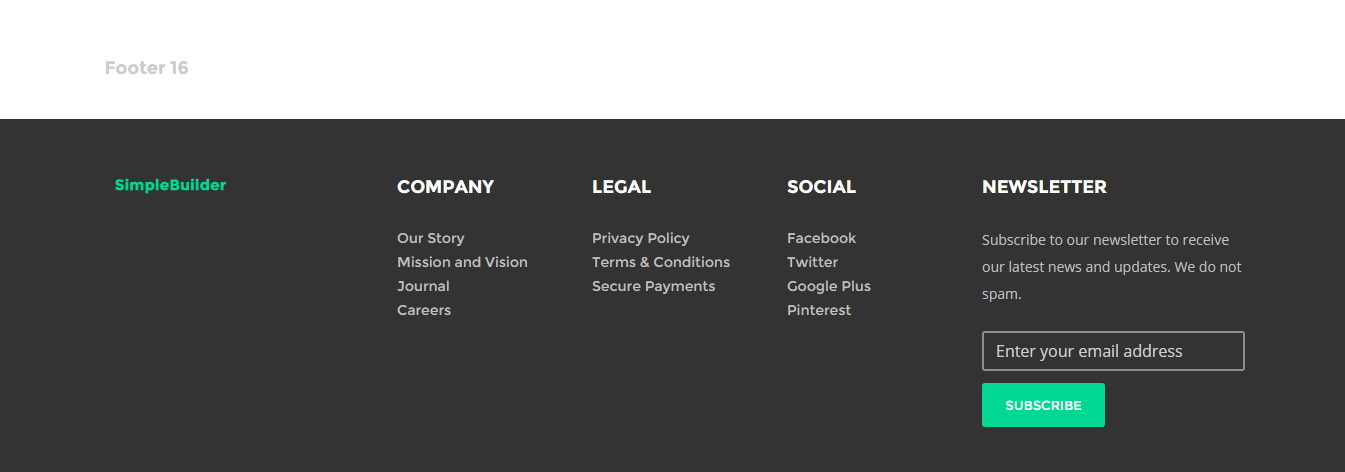 Footer 16
SimpleBuilder
COMPANY
Our Story
Mission and Vision
Journal
Careers
LEGAL
Privacy Policy
Terms & Conditions
Secure Payments
SOCIAL
Facebook
Twitter
Google Plus
Pinterest
NEWSLETTER
Subscribe to our newsletter to receive
our latest news and updates. We do not
spam.
Enter your email address
SUBSCRIBE